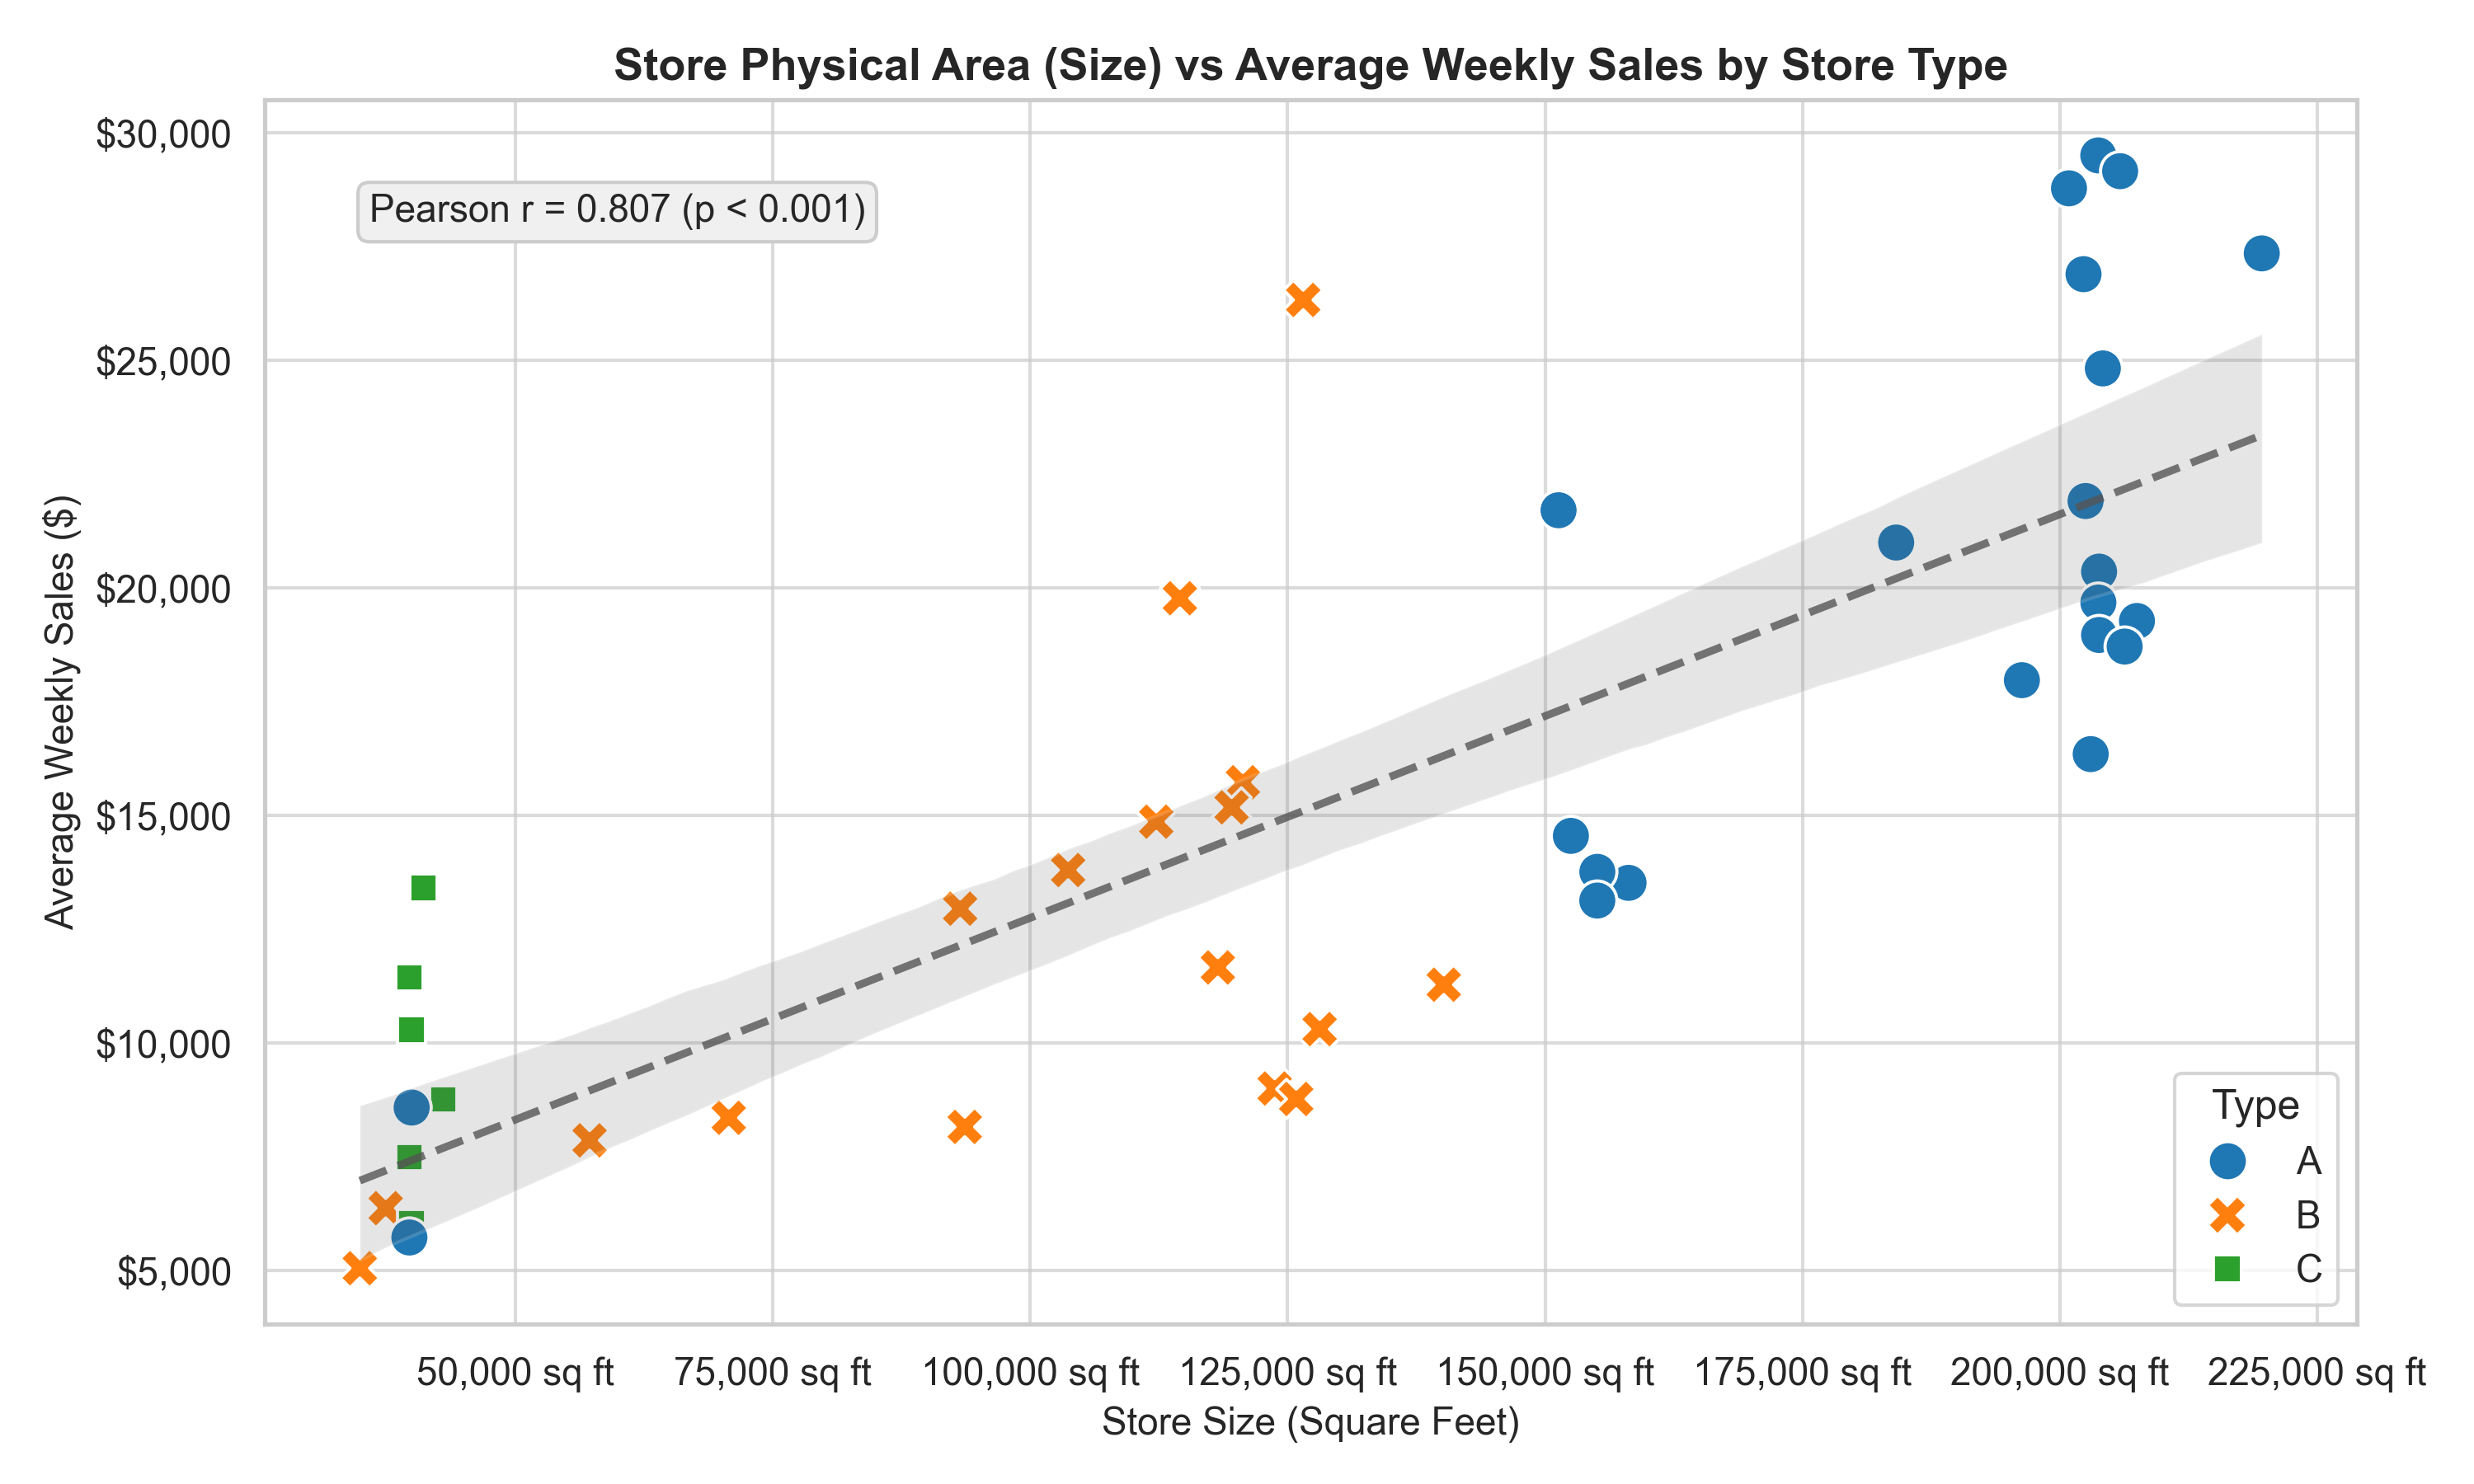 Store Physical Area (Size) vs Average Weekly Sales by Store Type
Pearson r = 0.807 (p < 0.001)
Average Weekly Sales ($)
$30,000
$25,000
$20,000
$15,000
$10,000
$5,000
Type
A
B
C
50,000 sq ft
75,000 sq ft
100,000 sq ft
125,000 sq ft
150,000 sq ft
175,000 sq ft
200,000 sq ft
225,000 sq ft
Store Size (Square Feet)